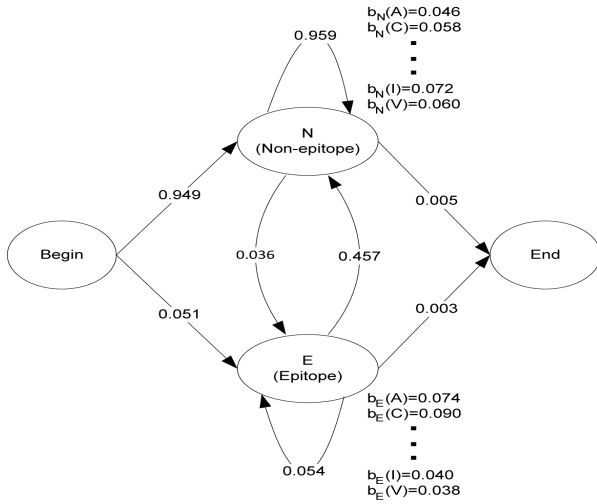 b_N(A)=0.046
b_N(C)=0.058
b_N(I)=0.072
b_N(V)=0.060
0.959
N
(Non-epitope)
0.949
0.005
Begin
0.036
0.457
End
0.051
0.003
E
(Epitope)
b_E(A)=0.074
b_E(C)=0.090
b_E(I)=0.040
b_E(V)=0.038
0.054